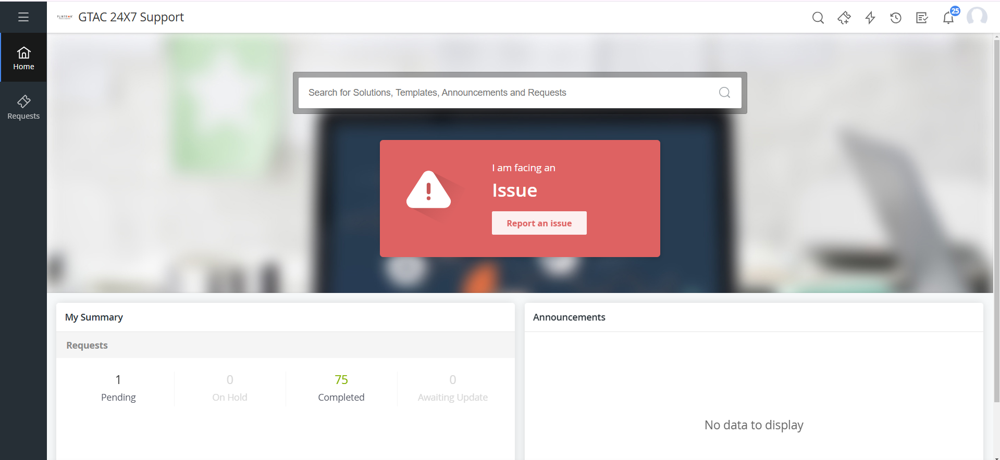 PLINTRON
GTAC 24X7 Support
25
Home
Requests
Search for Solutions, Templates, Announcements and Requests
I am facing an
Issue
Report an issue
My Summary
Requests
1
Pending
0
On Hold
75
Completed
0
Awaiting Update
Announcements
No data to display